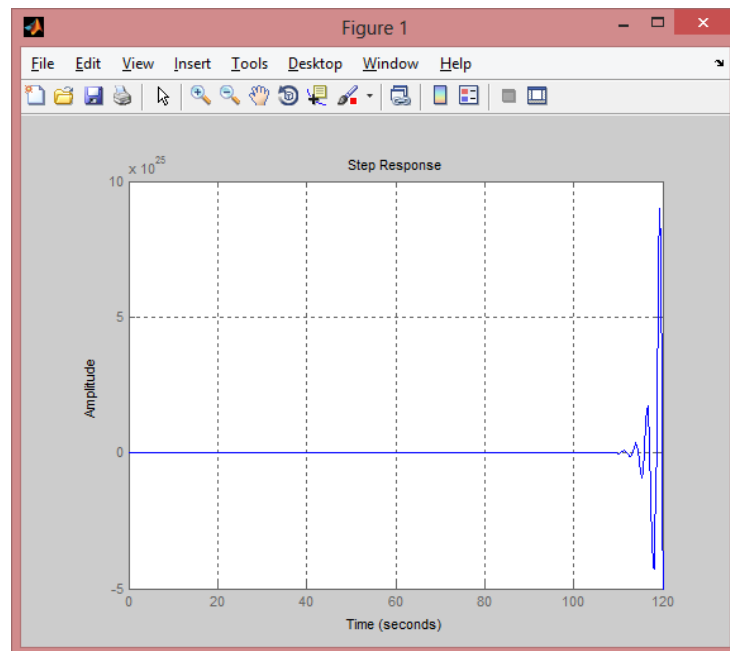 Figure 1
File Edit View Insert Tools Desktop Window Help
x 10^25
Step Response
10
5
0
-5
Amplitude
0 20 40 60 80 100 120
Time (seconds)